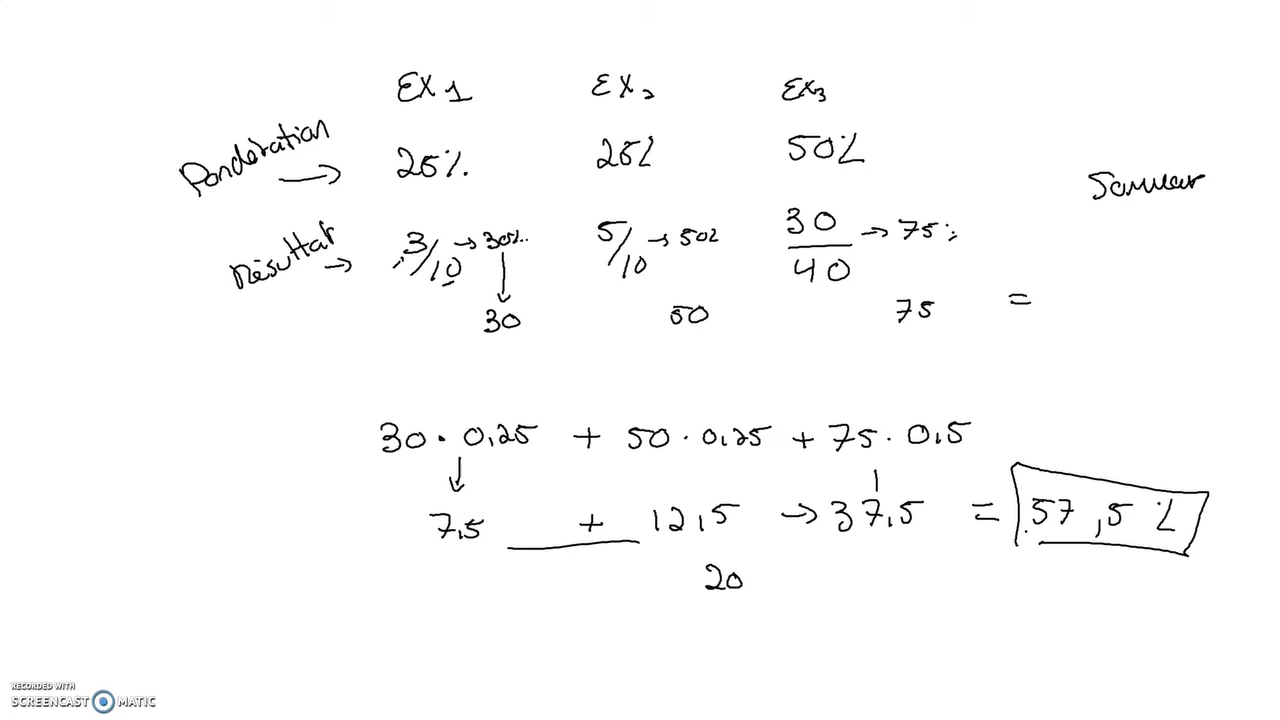 EX 1 EX 2 EX 3
Pondération → 25% 25% 50%
Résultat → 3/10 → 30% 5/10 → 50% 30/40 → 75%
30 50 75 =
30 · 0,25 + 50 · 0,25 + 75 · 0,5
7,5 + 12,5 → 37,5 = 57,5 %
20
RECORDED WITH
SCREENCAST MATIC